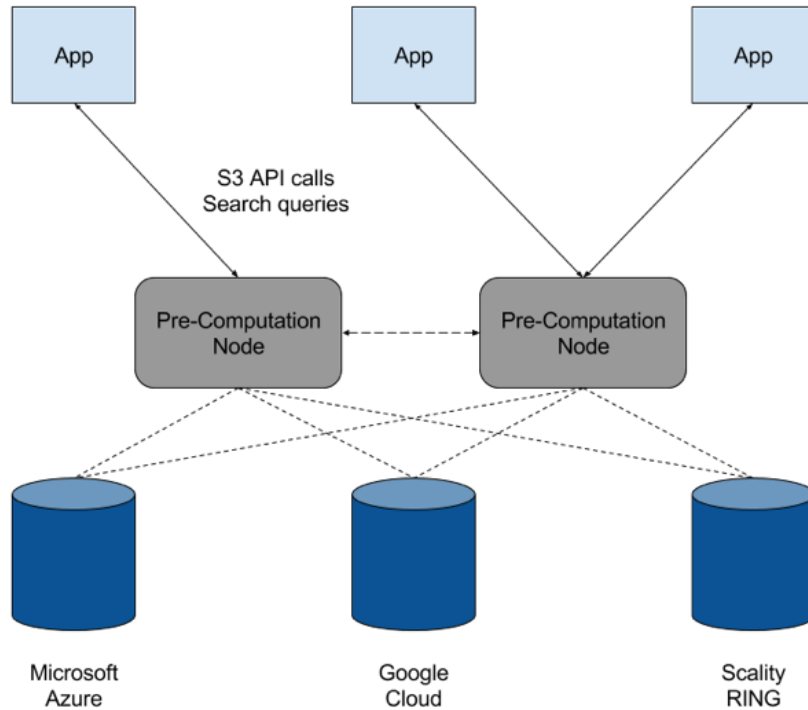 App
App
App
S3 API calls
Search queries
Pre-Computation
Node
Pre-Computation
Node
Microsoft
Azure
Google
Cloud
Scality
RING